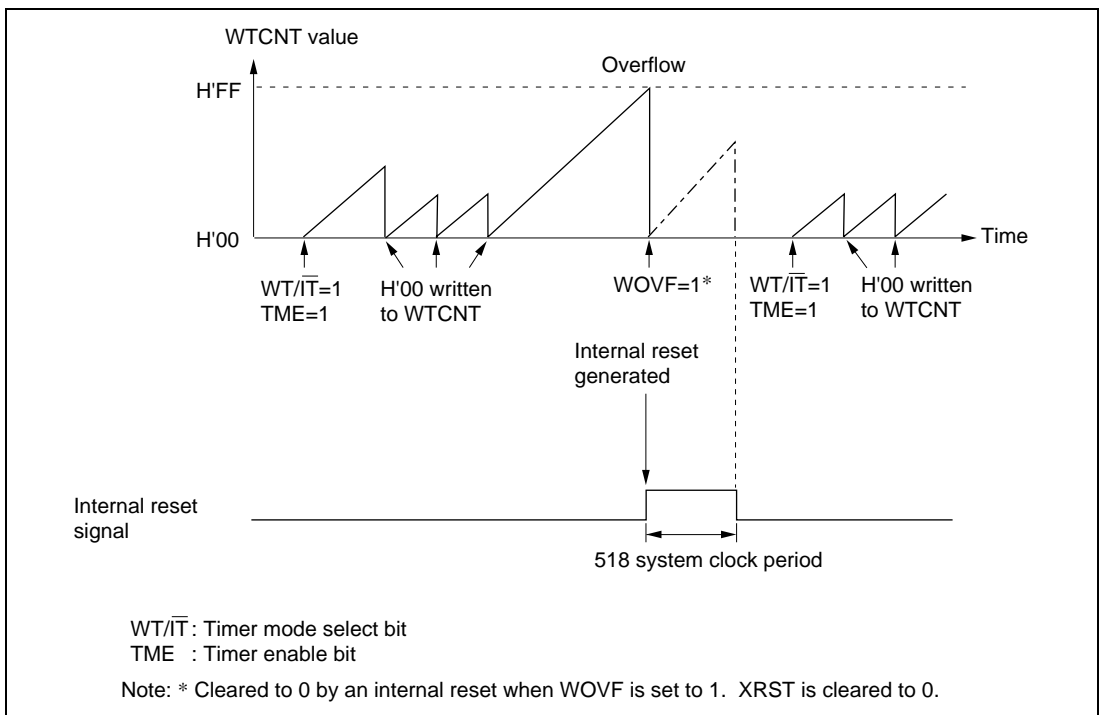 WTCNT value
Overflow
H'FF
H'00
Time
WT/I̅T̅=1
TME=1
H'00 written
to WTCNT
WOVF=1*
WT/I̅T̅=1
TME=1
H'00 written
to WTCNT
Internal reset
generated
Internal reset
signal
518 system clock period
WT/I̅T̅ : Timer mode select bit
TME : Timer enable bit
Note: * Cleared to 0 by an internal reset when WOVF is set to 1. XRST is cleared to 0.